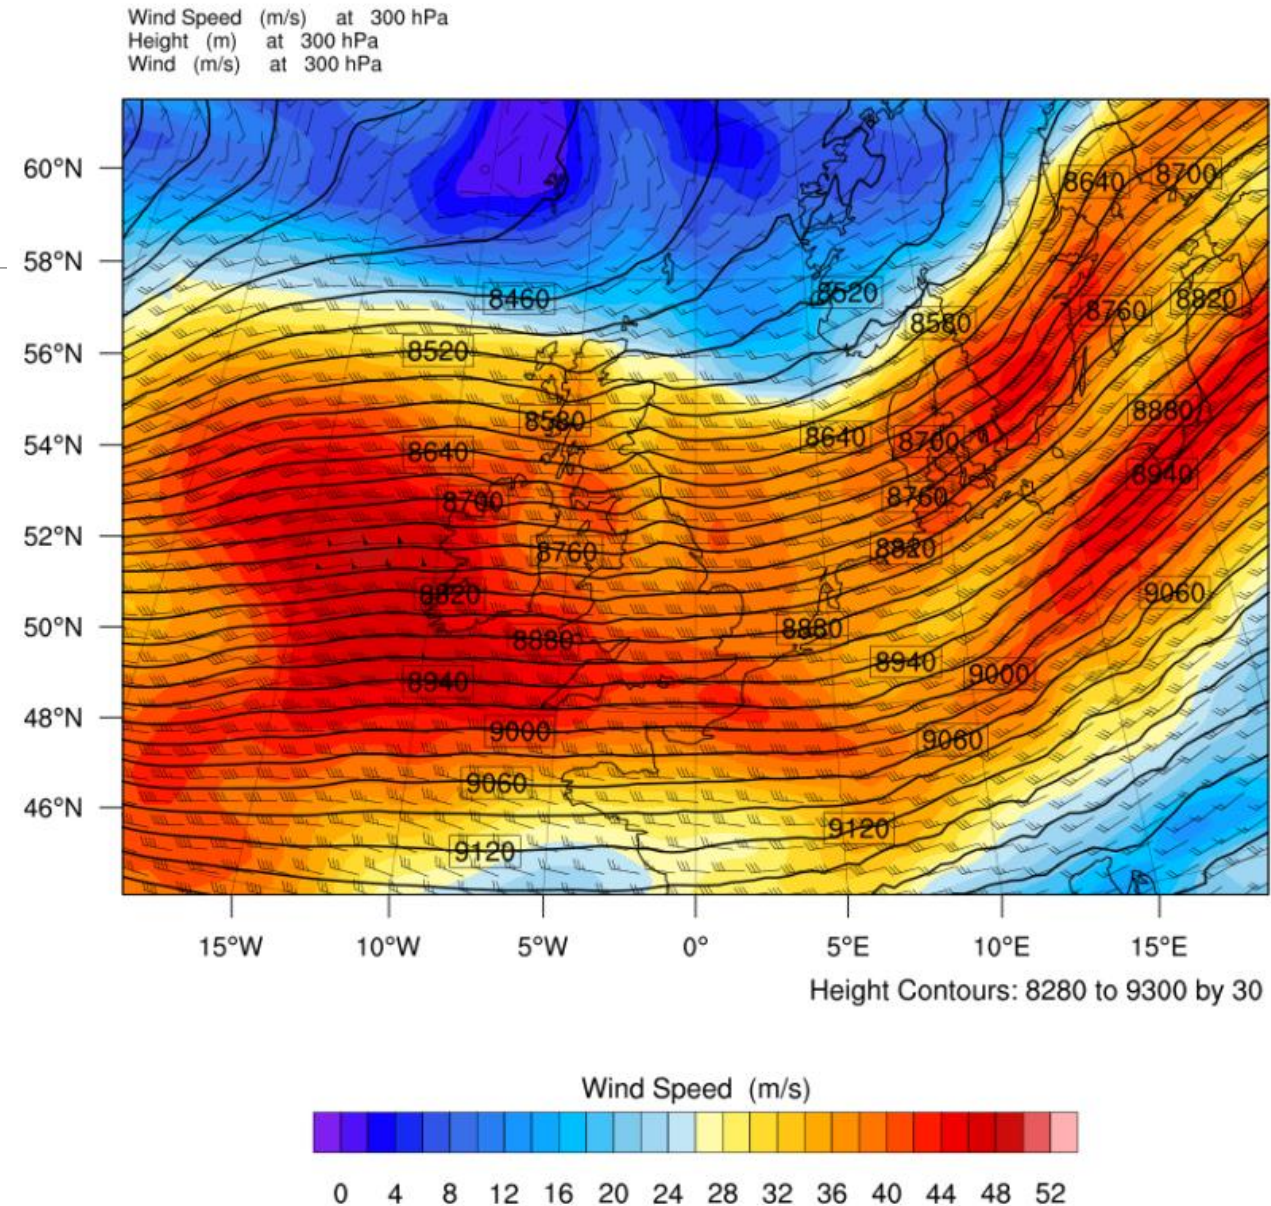 Wind Speed (m/s) at 300 hPa
Height (m) at 300 hPa
Wind (m/s) at 300 hPa
60°N
8640 8700
58°N
8460 8520 8820
8580 8760
56°N
8520
8580 8880
54°N
8640 8640 8700
8940
8700 8760
52°N
8760 8820
8820 9060
50°N
8880 8880
8940 9000
8940
48°N
9000 9060
9060
46°N
9120
9120
15°W 10°W 5°W 0° 5°E 10°E 15°E
Height Contours: 8280 to 9300 by 30
Wind Speed (m/s)
0 4 8 12 16 20 24 28 32 36 40 44 48 52